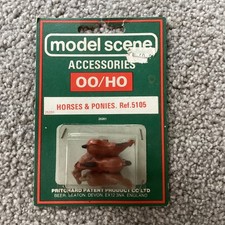 model scene
ACCESSORIES
OO/HO
HORSES & PONIES. Ref.5105
PRITCHARD PATENT PRODUCT CO LTD
BEER, SEATON, DEVON. EX12 3NA, ENGLAND